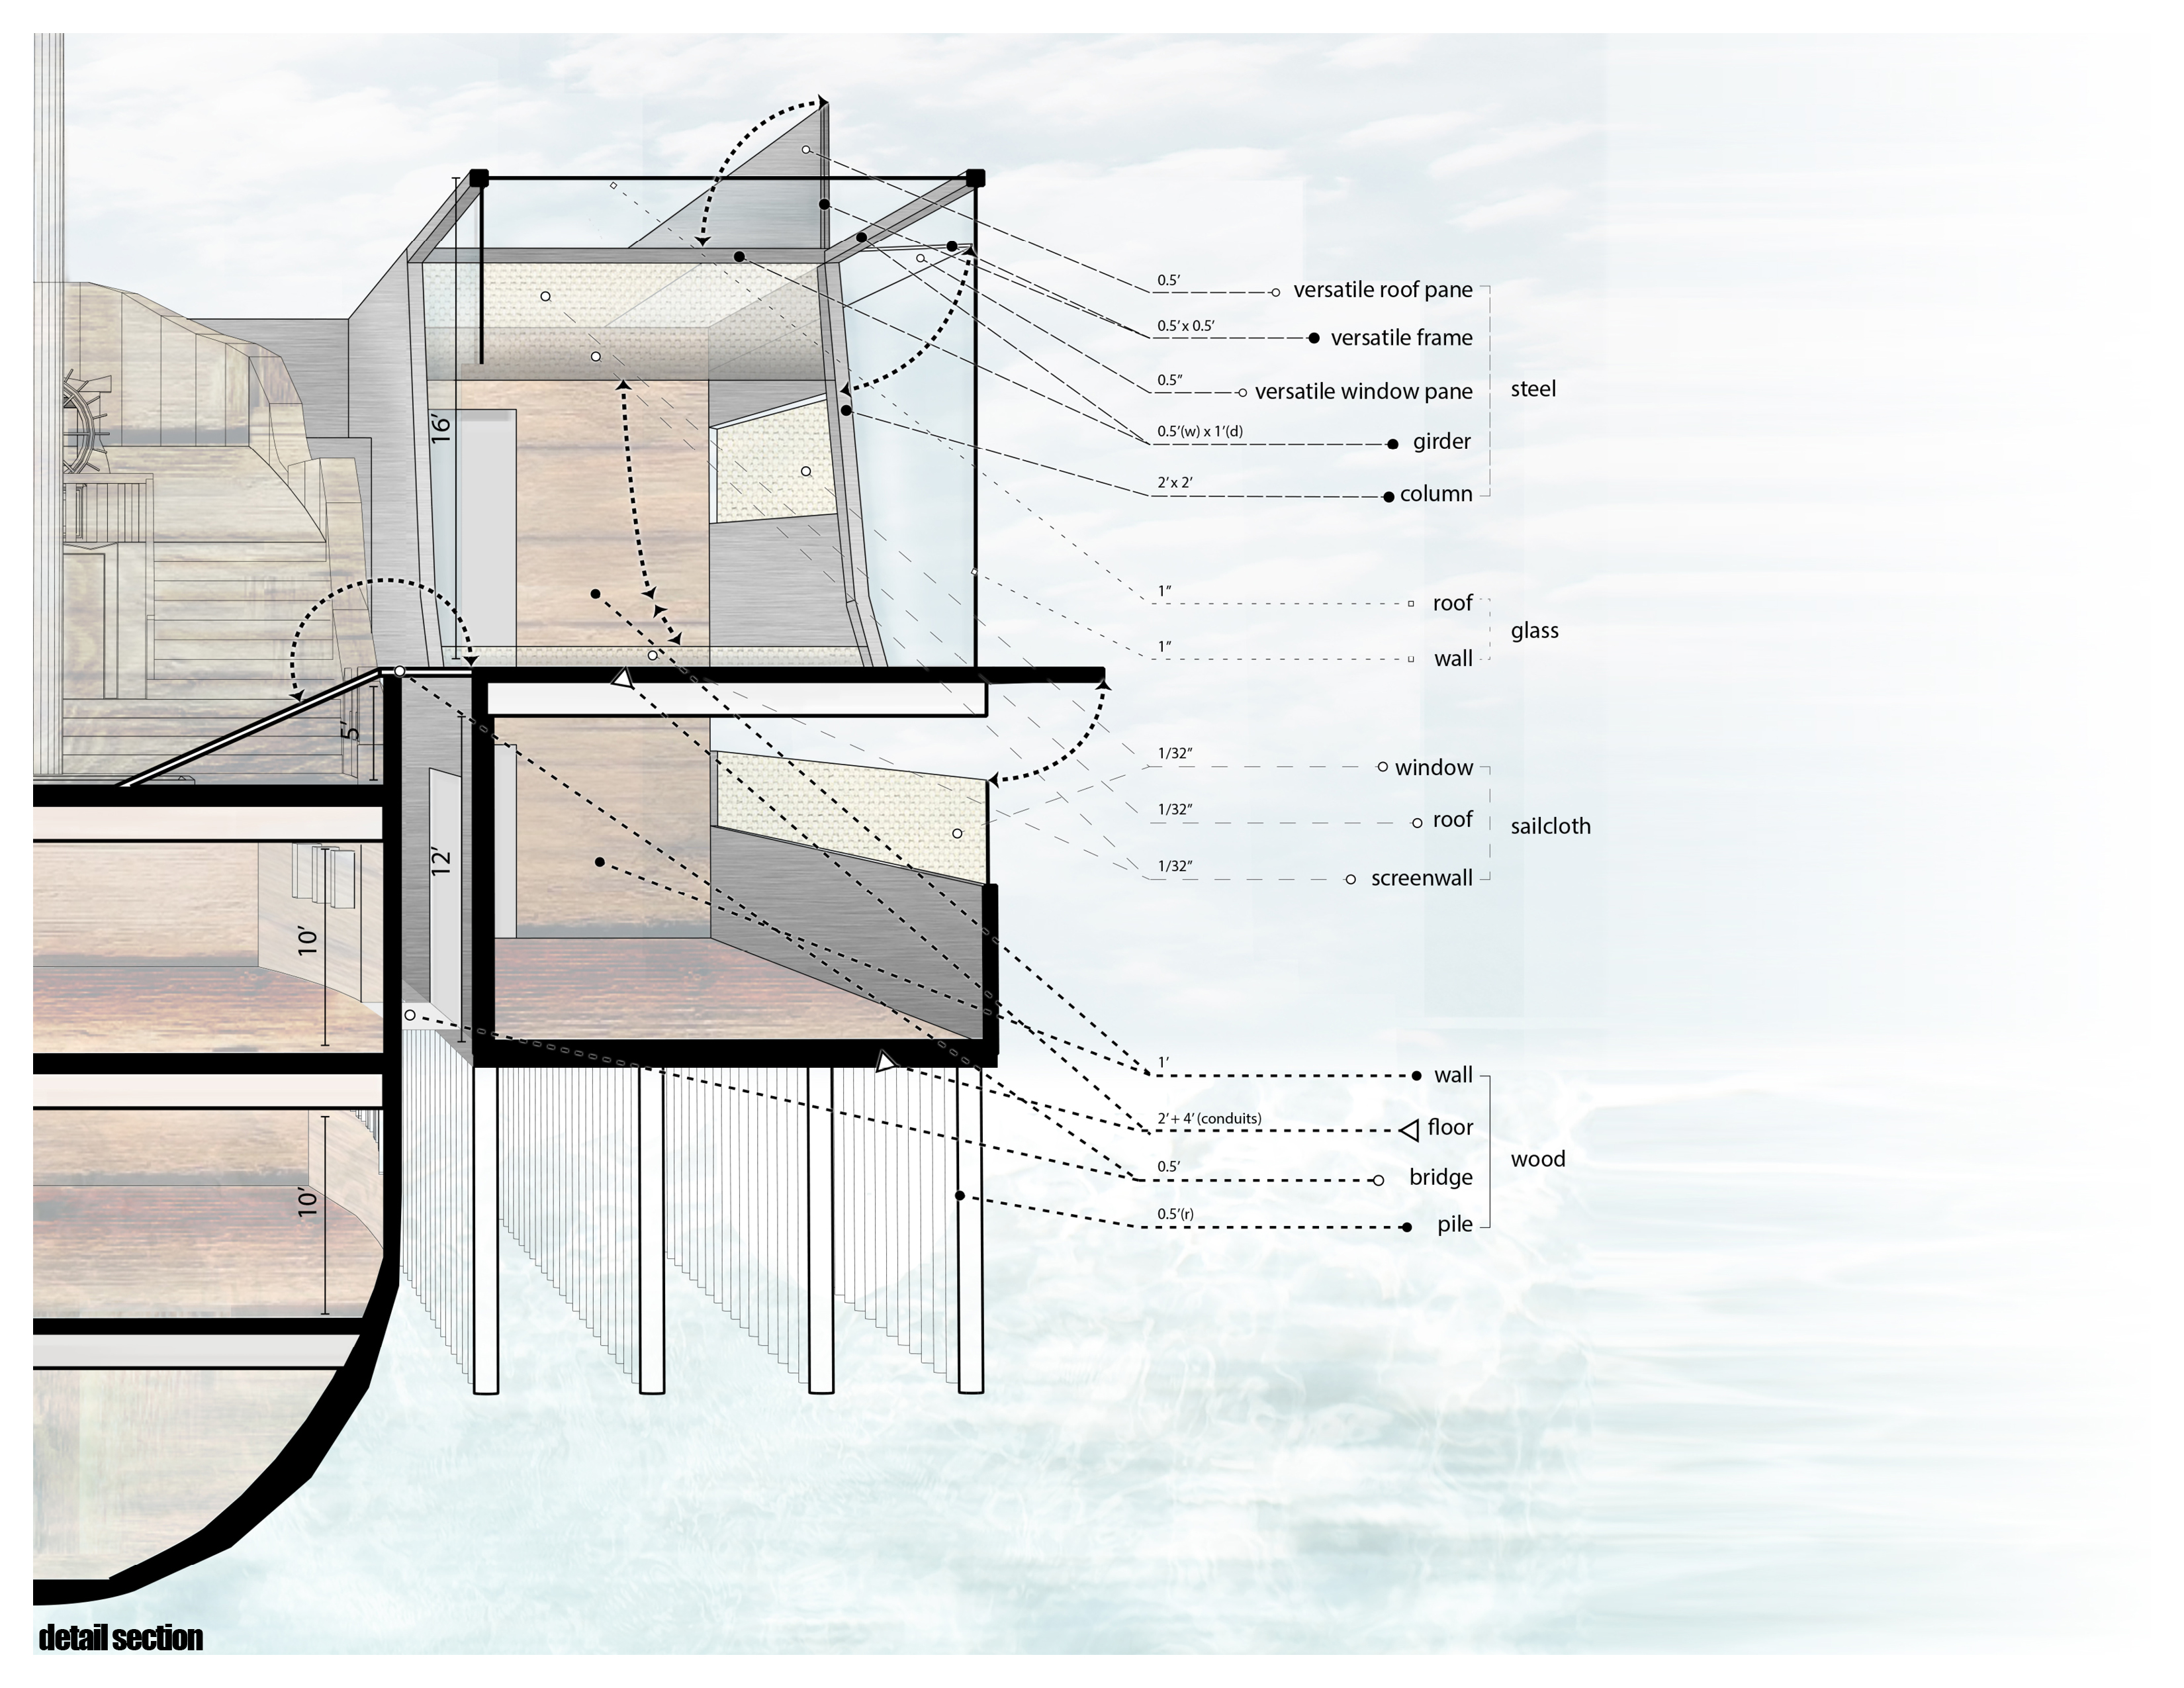 16’
5’
12’
10’
10’
0.5’ versatile roof pane
0.5’ x 0.5’ versatile frame
0.5” versatile window pane
0.5’(w) x 1’(d) girder
2’ x 2’ column
steel
1” roof
1” wall
glass
1/32” window
1/32” roof
1/32” screenwall
sailcloth
1’ wall
2’ + 4’ (conduits) floor
0.5’ bridge
0.5’(r) pile
wood
detail section